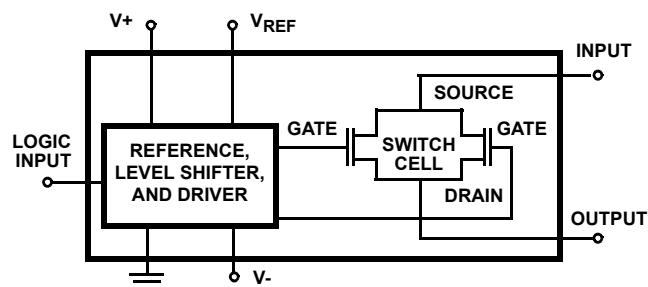 V+
VREF
INPUT
SOURCE
LOGIC
INPUT
GATE
GATE
REFERENCE,
LEVEL SHIFTER,
AND DRIVER
SWITCH
CELL
DRAIN
OUTPUT
V-